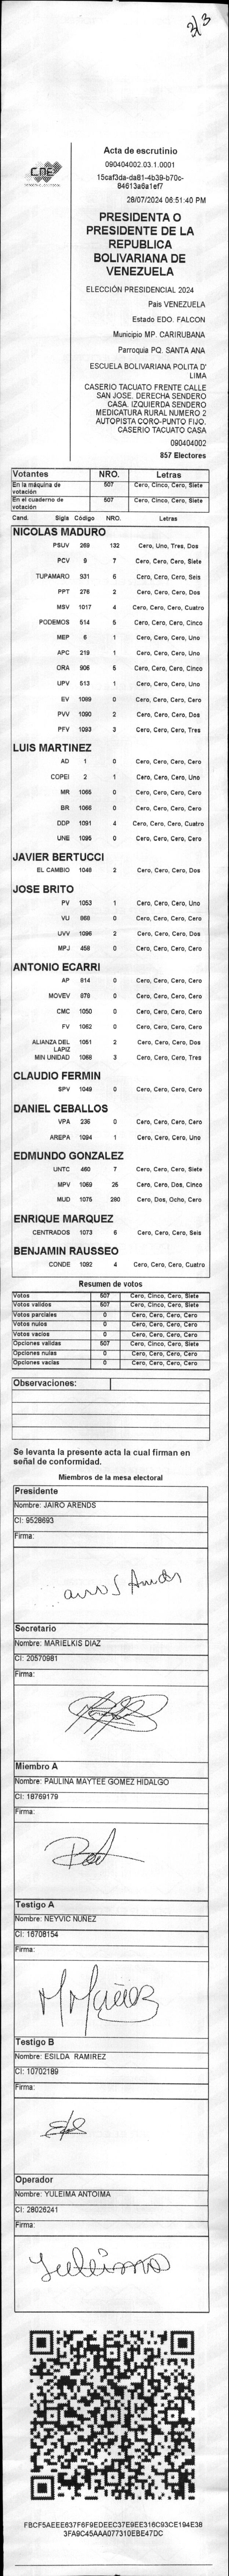 3/3
CNE
Acta de escrutinio
090404002.03.1.0001
15caf3da-da81-4b39-b70c-
84613a6a1ef7
28/07/2024 06:51:40 PM
PRESIDENTA O
PRESIDENTE DE LA
REPUBLICA
BOLIVARIANA DE
VENEZUELA
ELECCIÓN PRESIDENCIAL 2024
Pais VENEZUELA
Estado EDO. FALCON
Municipio MP. CARIRUBANA
Parroquia PQ. SANTA ANA
ESCUELA BOLIVARIANA POLITA D'
LIMA
CASERIO TACUATO FRENTE CALLE
SAN JOSE. DERECHA SENDERO
CASA. IZQUIERDA SENDERO
MEDICATURA RURAL NUMERO 2
AUTOPISTA CORO-PUNTO FIJO.
CASERIO TACUATO CASA
090404002
857 Electores
Votantes NRO. Letras
En la máquina de votación 507 Cero, Cinco, Cero, Siete
En el cuaderno de votación 507 Cero, Cinco, Cero, Siete
Cand. Sigla Código NRO. Letras
NICOLAS MADURO
PSUV 269 132 Cero, Uno, Tres, Dos
PCV 9 7 Cero, Cero, Cero, Siete
TUPAMARO 931 6 Cero, Cero, Cero, Seis
PPT 276 2 Cero, Cero, Cero, Dos
MSV 1017 4 Cero, Cero, Cero, Cuatro
PODEMOS 514 5 Cero, Cero, Cero, Cinco
MEP 6 1 Cero, Cero, Cero, Uno
APC 219 1 Cero, Cero, Cero, Uno
ORA 906 5 Cero, Cero, Cero, Cinco
UPV 513 1 Cero, Cero, Cero, Uno
EV 1089 0 Cero, Cero, Cero, Cero
PVV 1090 2 Cero, Cero, Cero, Dos
PFV 1093 3 Cero, Cero, Cero, Tres
LUIS MARTINEZ
AD 1 0 Cero, Cero, Cero, Cero
COPEI 2 1 Cero, Cero, Cero, Uno
MR 1065 0 Cero, Cero, Cero, Cero
BR 1066 0 Cero, Cero, Cero, Cero
DDP 1091 4 Cero, Cero, Cero, Cuatro
UNE 1095 0 Cero, Cero, Cero, Cero
JAVIER BERTUCCI
EL CAMBIO 1048 2 Cero, Cero, Cero, Dos
JOSE BRITO
PV 1053 1 Cero, Cero, Cero, Uno
VU 868 0 Cero, Cero, Cero, Cero
UVV 1096 2 Cero, Cero, Cero, Dos
MPJ 458 0 Cero, Cero, Cero, Cero
ANTONIO ECARRI
AP 814 0 Cero, Cero, Cero, Cero
MOVEV 878 0 Cero, Cero, Cero, Cero
CMC 1050 0 Cero, Cero, Cero, Cero
FV 1062 0 Cero, Cero, Cero, Cero
ALIANZA DEL LAPIZ 1051 2 Cero, Cero, Cero, Dos
MIN UNIDAD 1068 3 Cero, Cero, Cero, Tres
CLAUDIO FERMIN
SPV 1049 0 Cero, Cero, Cero, Cero
DANIEL CEBALLOS
VPA 236 0 Cero, Cero, Cero, Cero
AREPA 1094 1 Cero, Cero, Cero, Uno
EDMUNDO GONZALEZ
UNTC 460 7 Cero, Cero, Cero, Siete
MPV 1069 25 Cero, Cero, Dos, Cinco
MUD 1075 280 Cero, Dos, Ocho, Cero
ENRIQUE MARQUEZ
CENTRADOS 1073 6 Cero, Cero, Cero, Seis
BENJAMIN RAUSSEO
CONDE 1092 4 Cero, Cero, Cero, Cuatro
Resumen de votos
Votos 507 Cero, Cinco, Cero, Siete
Votos validos 507 Cero, Cinco, Cero, Siete
Votos parciales 0 Cero, Cero, Cero, Cero
Votos nulos 0 Cero, Cero, Cero, Cero
Votos vacios 0 Cero, Cero, Cero, Cero
Opciones validas 507 Cero, Cinco, Cero, Siete
Opciones nulas 0 Cero, Cero, Cero, Cero
Opciones vacias 0 Cero, Cero, Cero, Cero
Observaciones:
Se levanta la presente acta la cual firman en
señal de conformidad.
Miembros de la mesa electoral
Presidente
Nombre: JAIRO ARENDS
CI: 9528693
Firma:
Secretario
Nombre: MARIELKIS DIAZ
CI: 20570981
Firma:
Miembro A
Nombre: PAULINA MAYTEE GOMEZ HIDALGO
CI: 18769179
Firma:
Testigo A
Nombre: NEYVIC NUÑEZ
CI: 16708154
Firma:
Testigo B
Nombre: ESILDA RAMIREZ
CI: 10702189
Firma:
Operador
Nombre: YULEIMA ANTOIMA
CI: 28026241
Firma:
Yuleima
FBCF5AEEE637F6F9EDEEC37E9EE316C93CE194E38
3FA9C45AAA077310EBE47DC